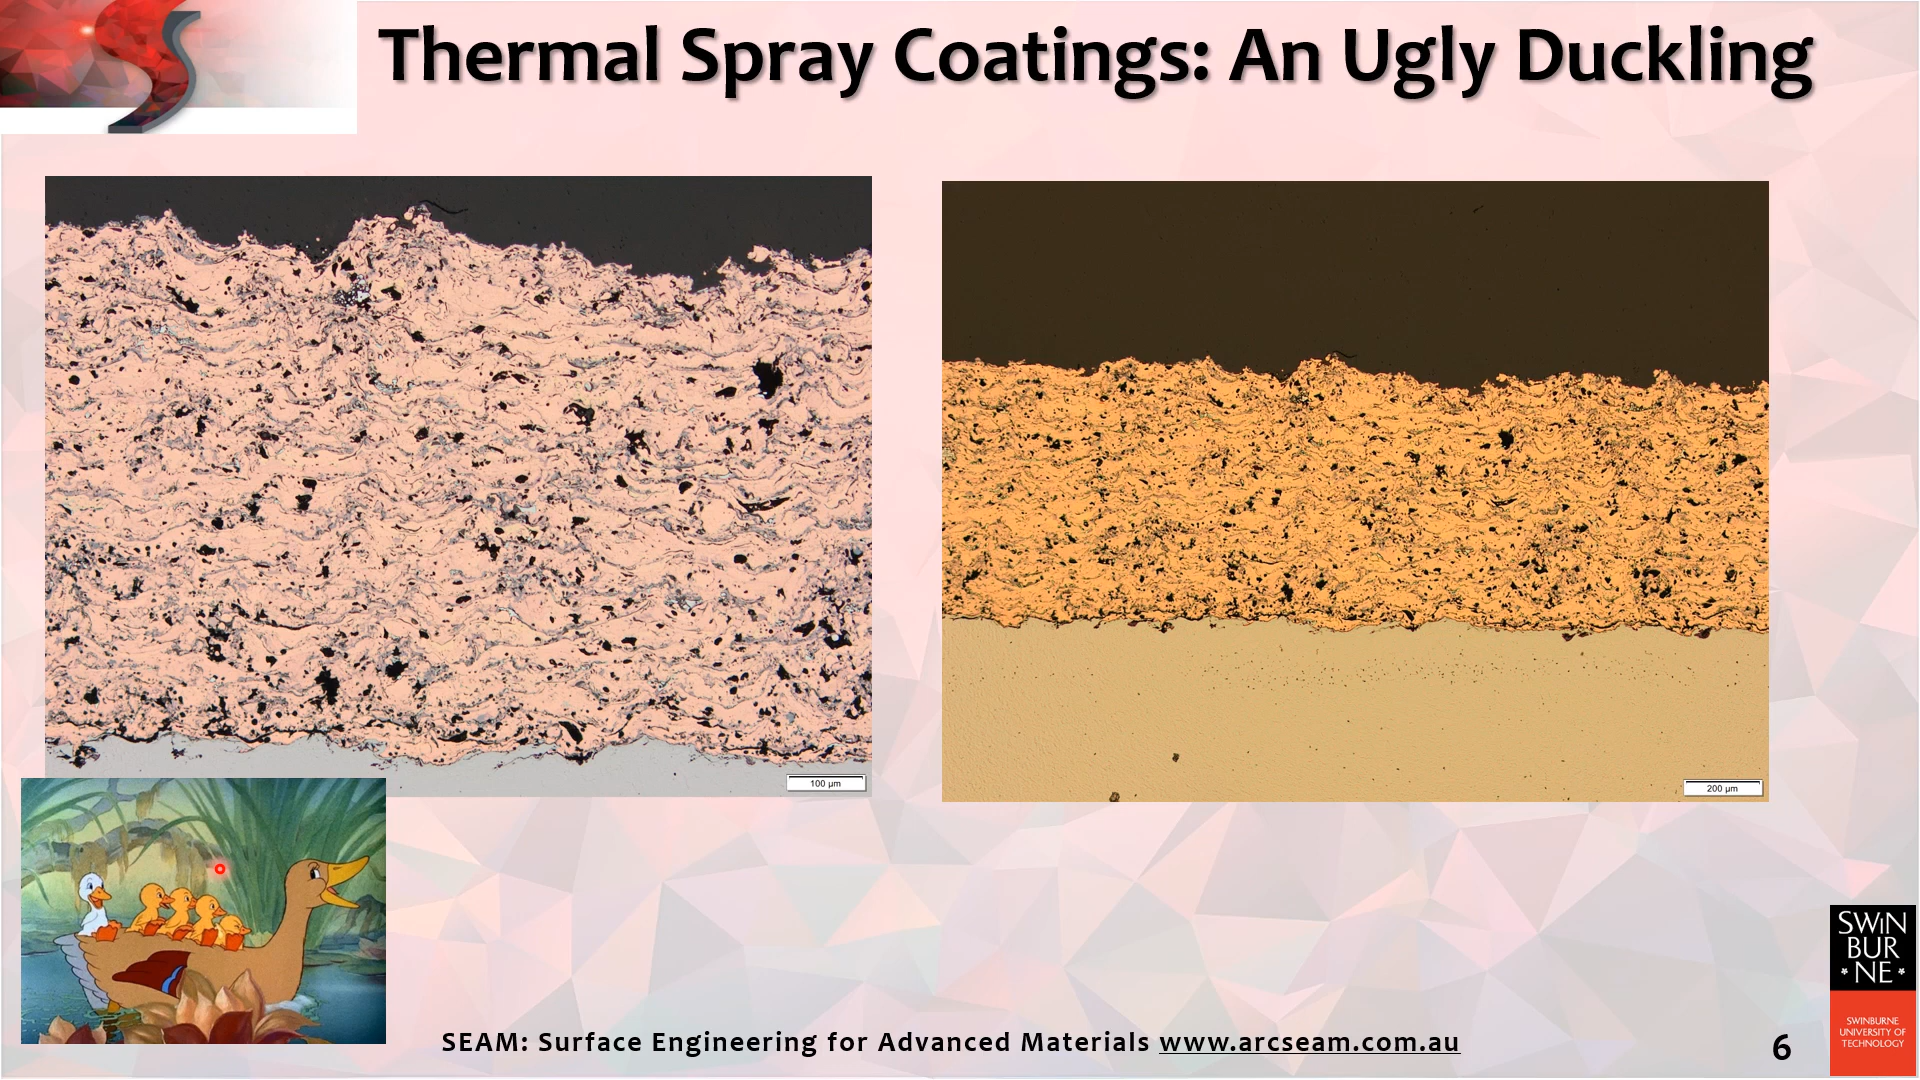 Thermal Spray Coatings: An Ugly Duckling
100 µm
200 µm
SEAM: Surface Engineering for Advanced Materials www.arcseam.com.au
6
SWIN
BUR
* NE *
SWINBURNE
UNIVERSITY OF
TECHNOLOGY